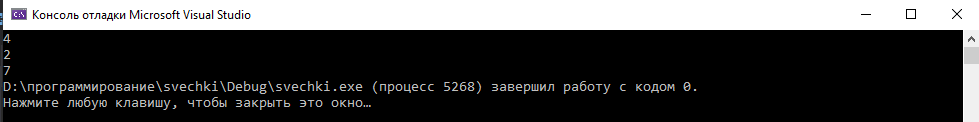 Консоль отладки Microsoft Visual Studio
4
2
7
D:\программирование\svechki\Debug\svechki.exe (процесс 5268) завершил работу с кодом 0.
Нажмите любую клавишу, чтобы закрыть это окно…